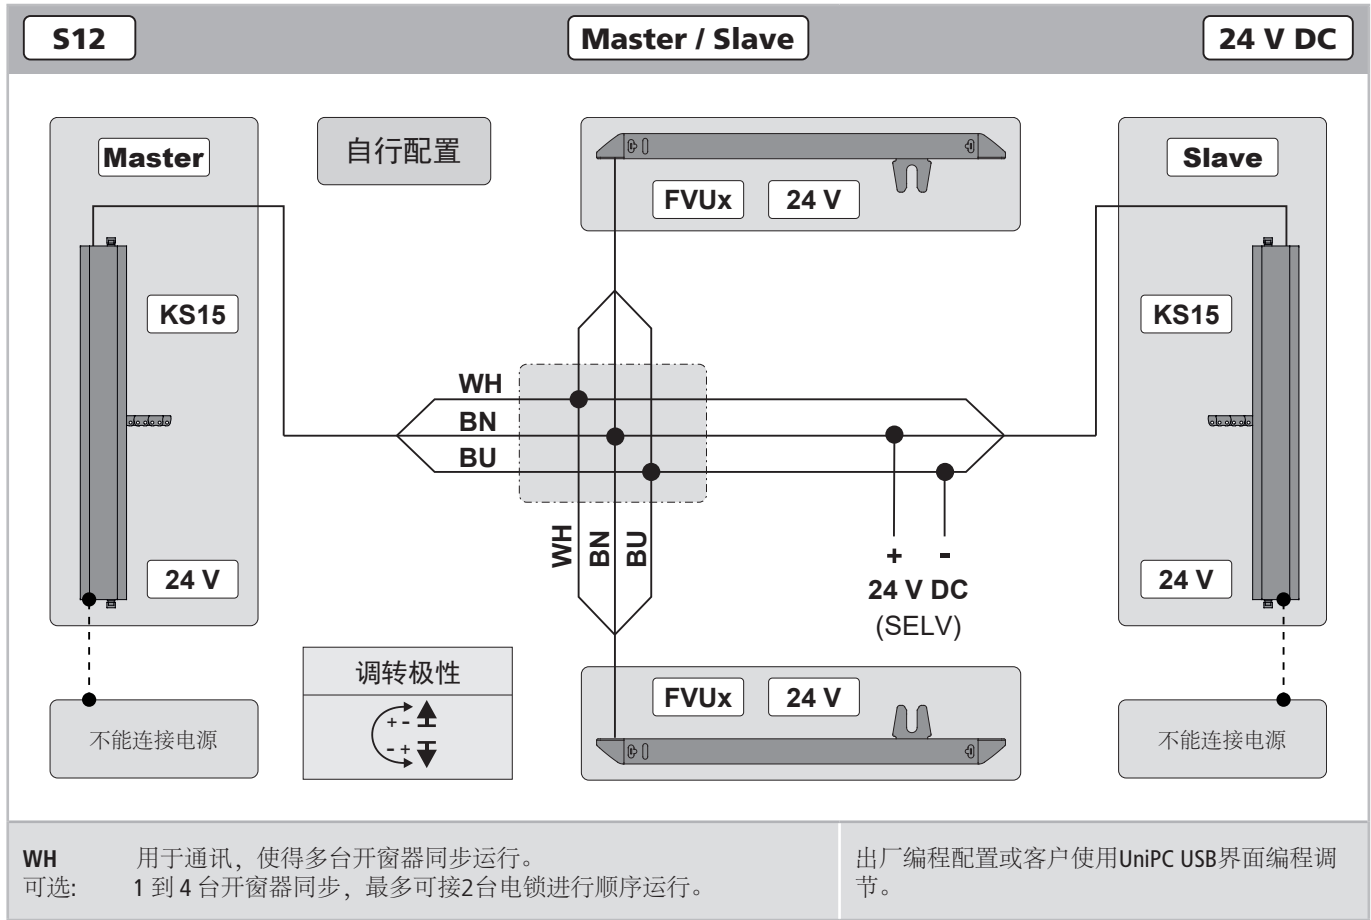 S12
Master / Slave
24 V DC
Master
自行配置
FVUx
24 V
Slave
KS15
KS15
WH
BN
BU
WH
BN
BU
24 V
+
-
24 V DC
(SELV)
24 V
调转极性
+ -
- +
FVUx
24 V
不能连接电源
不能连接电源
WH 用于通讯，使得多台开窗器同步运行。
可选: 1 到 4 台开窗器同步，最多可接2台电锁进行顺序运行。
出厂编程配置或客户使用UniPC USB界面编程调
节。